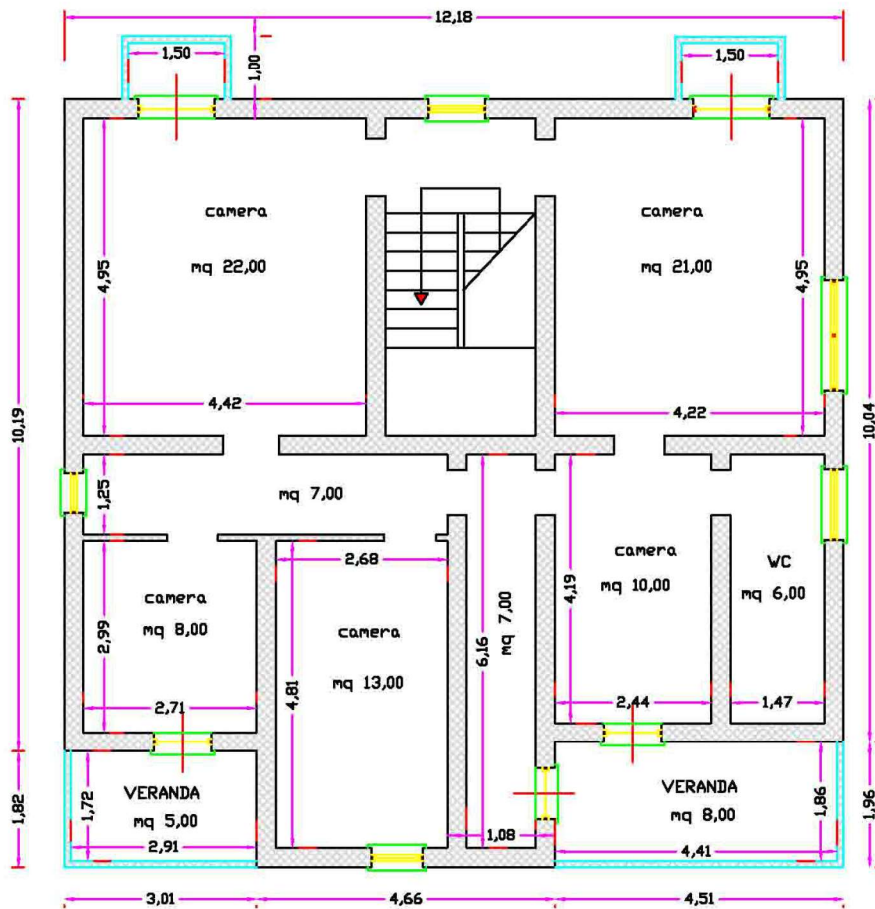 12,18
1,50
1,00
1,50
camera
mq 22,00
camera
mq 21,00
4,95
4,95
4,42
4,22
10,19
10,04
1,25
mq 7,00
2,68
camera
mq 10,00
WC
mq 6,00
camera
mq 8,00
4,19
mq 7,00
2,99
camera
mq 13,00
6,16
4,81
2,71
2,44
1,47
VERANDA
mq 5,00
VERANDA
mq 8,00
1,82
1,72
1,86
1,96
2,91
1,08
4,41
3,01
4,66
4,51